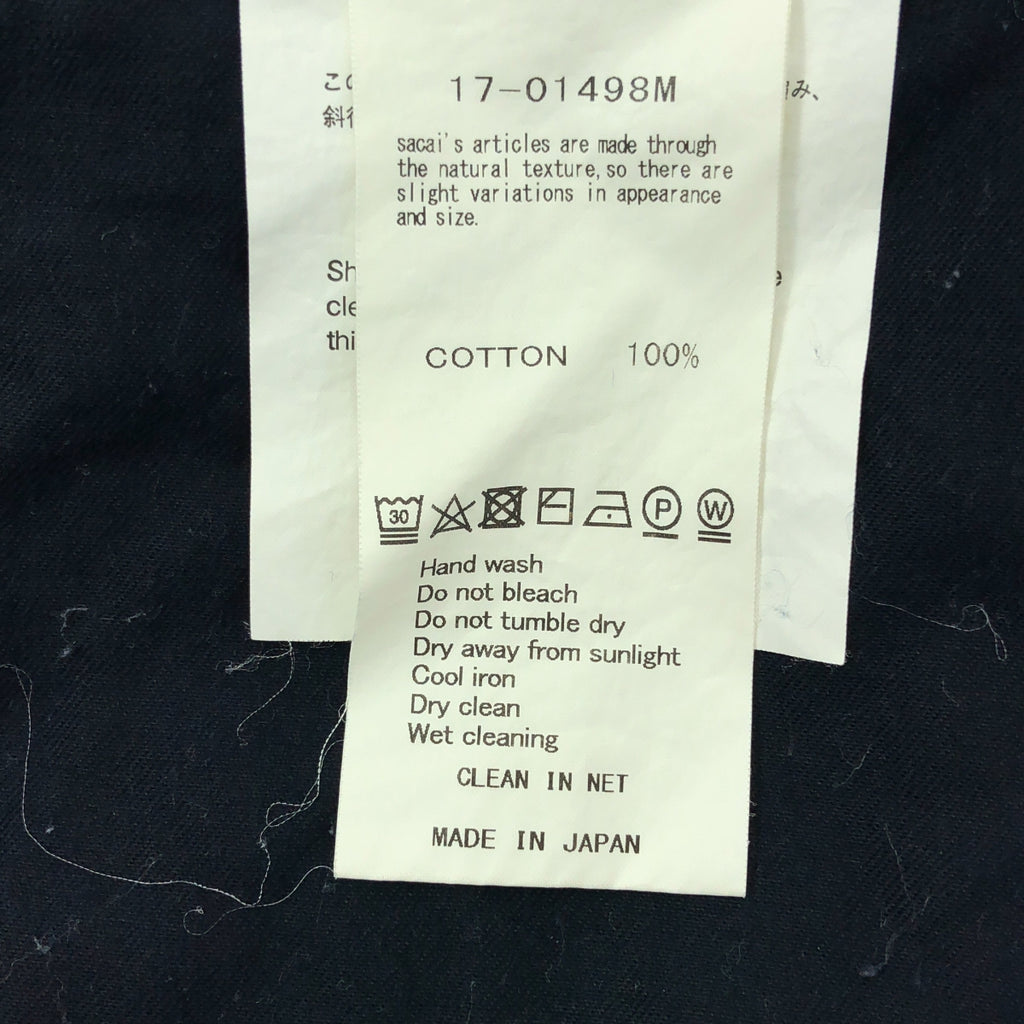 17-01498M
sacai's articles are made through
the natural texture, so there are
slight variations in appearance
and size.
COTTON 100%
30
P
W
Hand wash
Do not bleach
Do not tumble dry
Dry away from sunlight
Cool iron
Dry clean
Wet cleaning
CLEAN IN NET
MADE IN JAPAN